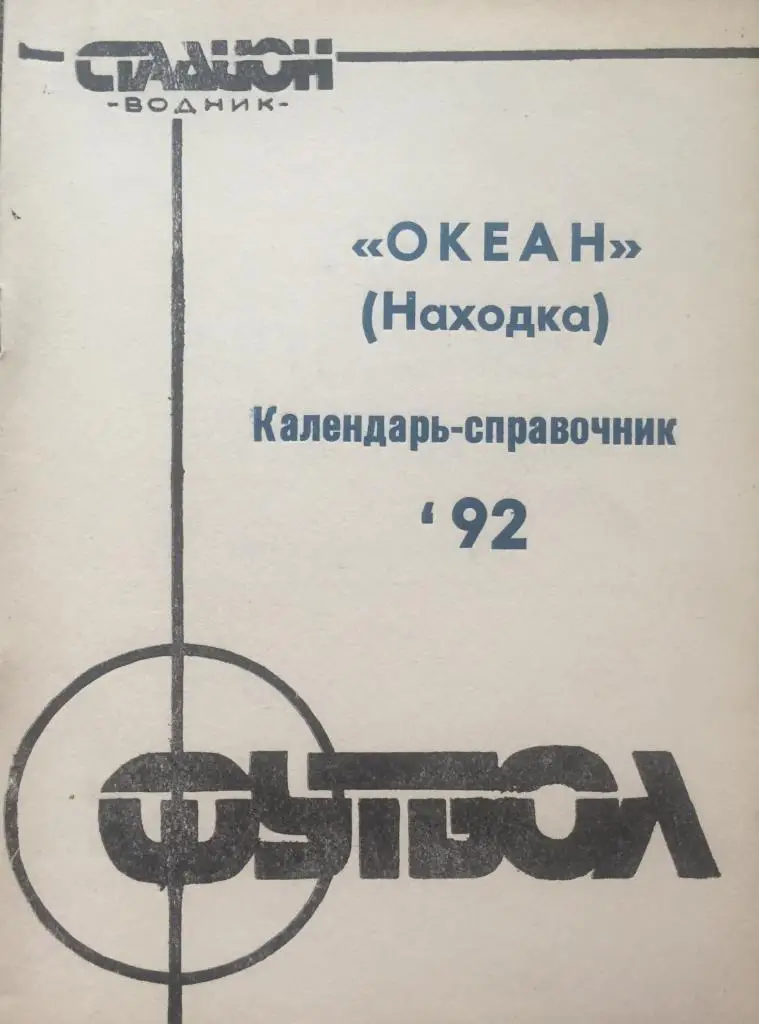 СТАДИОН
-ВОДНИК-
«ОКЕАН»
(Находка)
Календарь-справочник
‘92
ФУТБОЛ